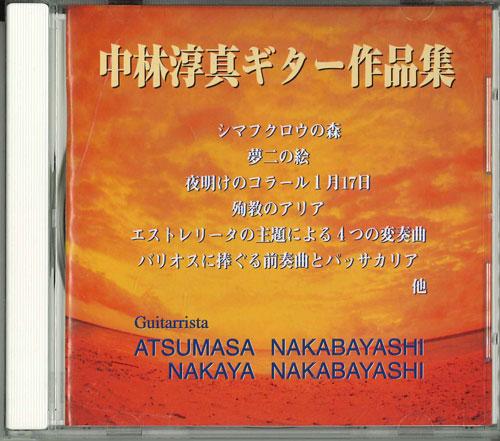 中林淳真ギター作品集
シマフクロウの森
夢二の絵
夜明けのコラール1月17日
殉教のアリア
エストレリータの主題による4つの変奏曲
バリオスに捧ぐる前奏曲とパッサカリア
他
Guitarrista
ATSUMASA NAKABAYASHI
NAKAYA NAKABAYASHI